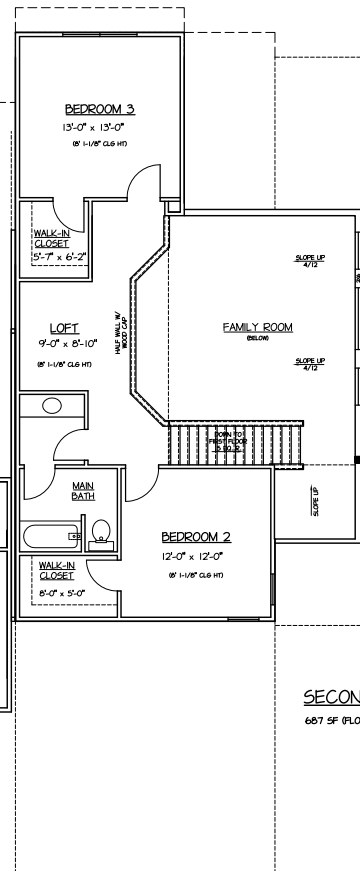 BEDROOM 3
13'-0" x 13'-0"
(8' 1-1/8" CLG HT)
WALK-IN
CLOSET
5'-7" x 6'-2"
SLOPE UP
4/12
HALF WALL W/
WOOD CAP
LOFT
9'-0" x 8'-10"
(8' 1-1/8" CLG HT)
FAMILY ROOM
(BELOW)
SLOPE UP
4/12
DOWN TO
FIRST FLOOR
MAIN
BATH
SLOPE UP
BEDROOM 2
12'-0" x 12'-0"
(8' 1-1/8" CLG HT)
WALK-IN
CLOSET
8'-0" x 5'-0"
SECON
687 SF (FLO